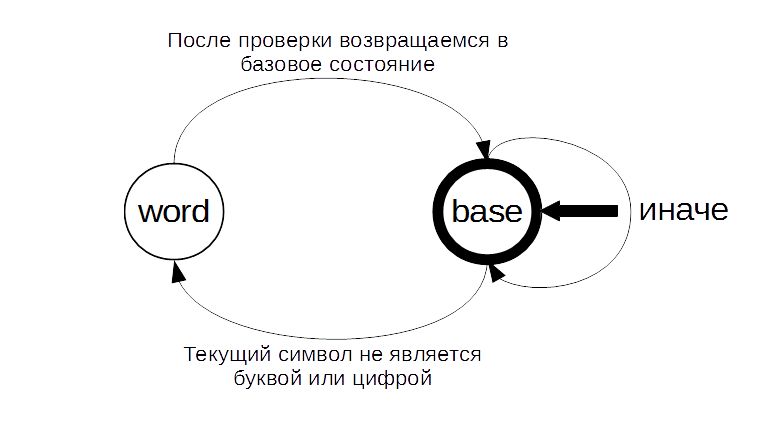 После проверки возвращаемся в
базовое состояние
word
base
иначе
Текущий символ не является
буквой или цифрой